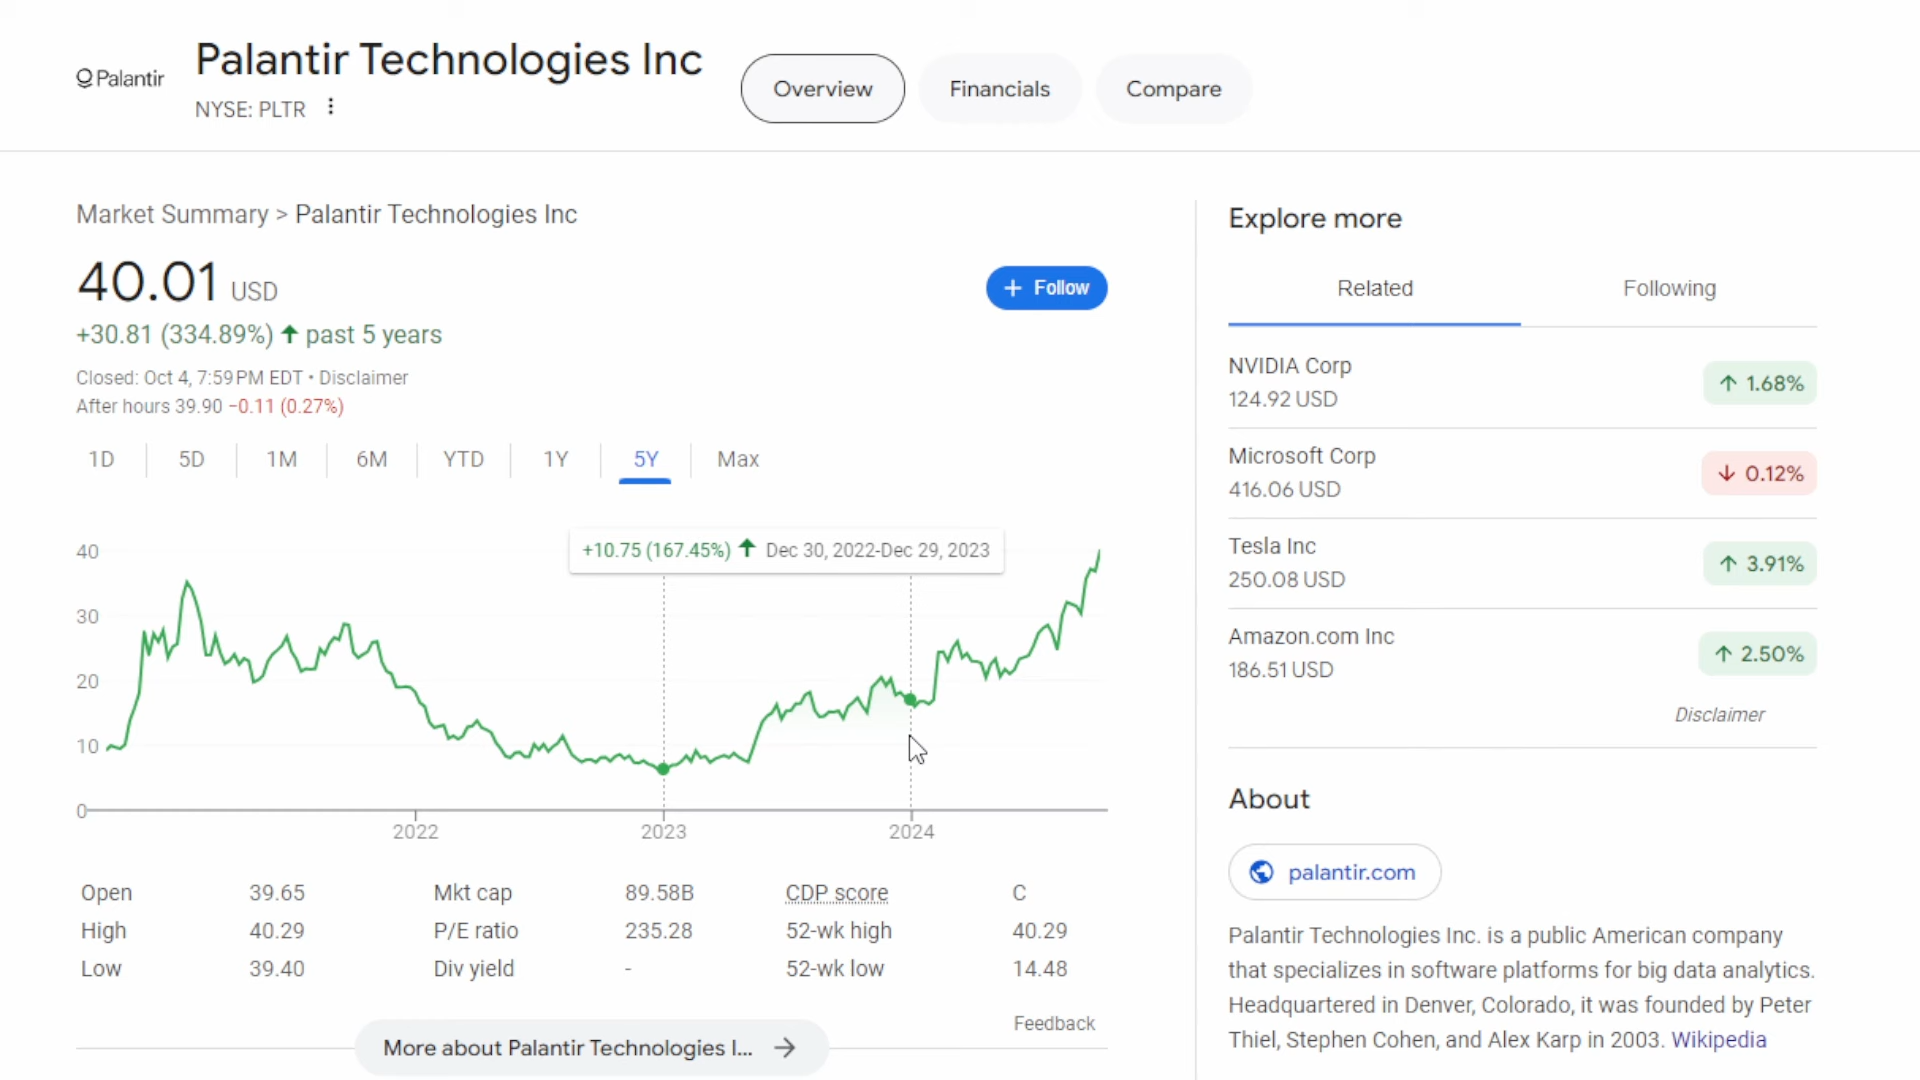 Palantir
Palantir Technologies Inc
NYSE: PLTR
Overview
Financials
Compare
Market Summary > Palantir Technologies Inc
40.01 USD
+ Follow
+30.81 (334.89%) ↑ past 5 years
Closed: Oct 4, 7:59 PM EDT • Disclaimer
After hours 39.90 −0.11 (0.27%)
1D 5D 1M 6M YTD 1Y 5Y Max
+10.75 (167.45%) ↑ Dec 30, 2022-Dec 29, 2023
40
30
20
10
0
2022 2023 2024
Open 39.65 Mkt cap 89.58B CDP score C
High 40.29 P/E ratio 235.28 52-wk high 40.29
Low 39.40 Div yield - 52-wk low 14.48
Feedback
More about Palantir Technologies I... →
Explore more
Related Following
NVIDIA Corp
124.92 USD
↑ 1.68%
Microsoft Corp
416.06 USD
↓ 0.12%
Tesla Inc
250.08 USD
↑ 3.91%
Amazon.com Inc
186.51 USD
↑ 2.50%
Disclaimer
About
palantir.com
Palantir Technologies Inc. is a public American company
that specializes in software platforms for big data analytics.
Headquartered in Denver, Colorado, it was founded by Peter
Thiel, Stephen Cohen, and Alex Karp in 2003. Wikipedia